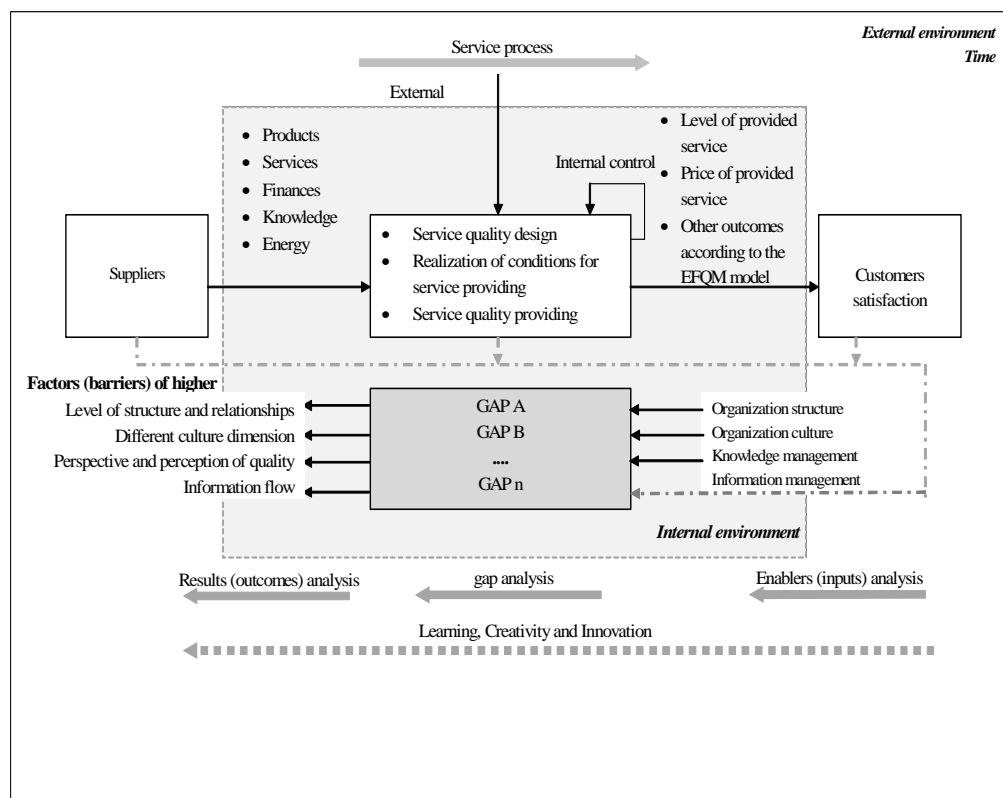 External environment
Time
Service process
External
• Products
• Services
• Finances
• Knowledge
• Energy
Internal control
• Level of provided
service
• Price of provided
service
• Other outcomes
according to the
EFQM model
Suppliers
• Service quality design
• Realization of conditions for
service providing
• Service quality providing
Customers
satisfaction
Factors (barriers) of higher
Level of structure and relationships
Different culture dimension
Perspective and perception of quality
Information flow
GAP A
GAP B
....
GAP n
Organization structure
Organization culture
Knowledge management
Information management
Internal environment
Results (outcomes) analysis
gap analysis
Enablers (inputs) analysis
Learning, Creativity and Innovation